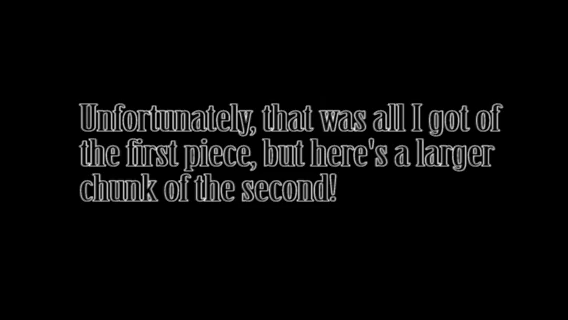 Unfortunately, that was all I got of
the first piece, but here's a larger
chunk of the second!